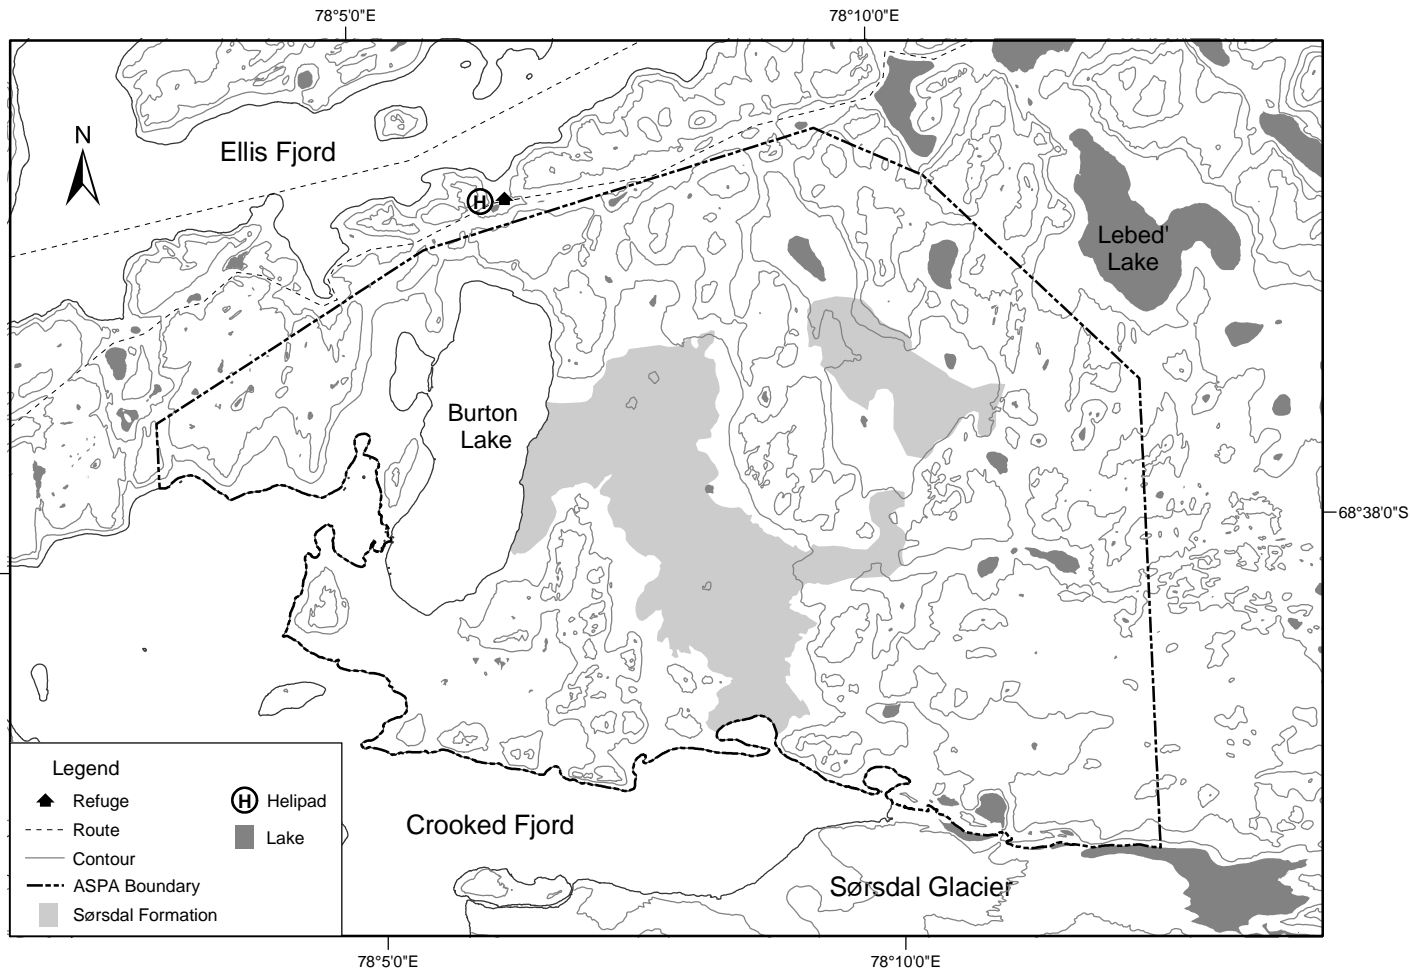 78°5'0"E
78°10'0"E
N
Ellis Fjord
H
Lebed'
Lake
Burton
Lake
68°38'0"S
Legend
Refuge
Route
Contour
ASPA Boundary
Sørsdal Formation
H Helipad
Lake
Crooked Fjord
Sørsdal Glacier
78°5'0"E
78°10'0"E